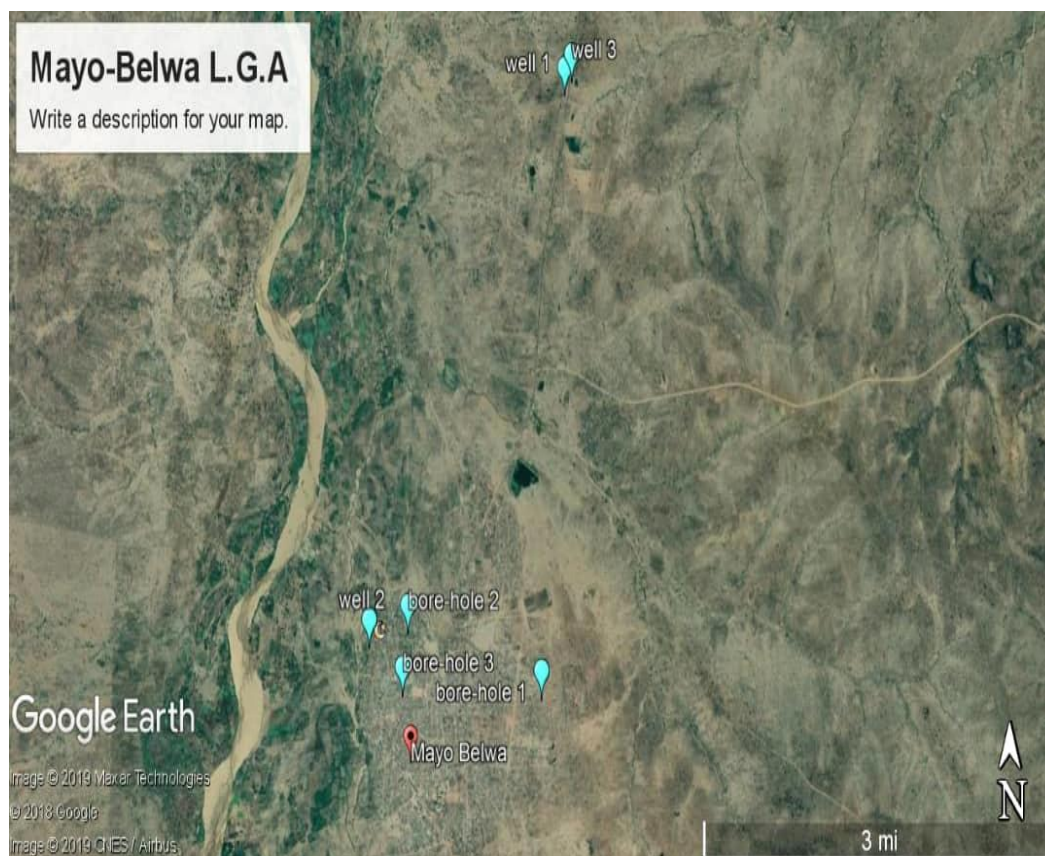 Mayo-Belwa L.G.A
Write a description for your map.
well 1
well 3
well 2
bore-hole 2
bore-hole 3
bore-hole 1
Mayo Belwa
Google Earth
Image © 2019 Maxar Technologies
© 2018 Google
Image © 2019 CNES / Airbus
3 mi
N